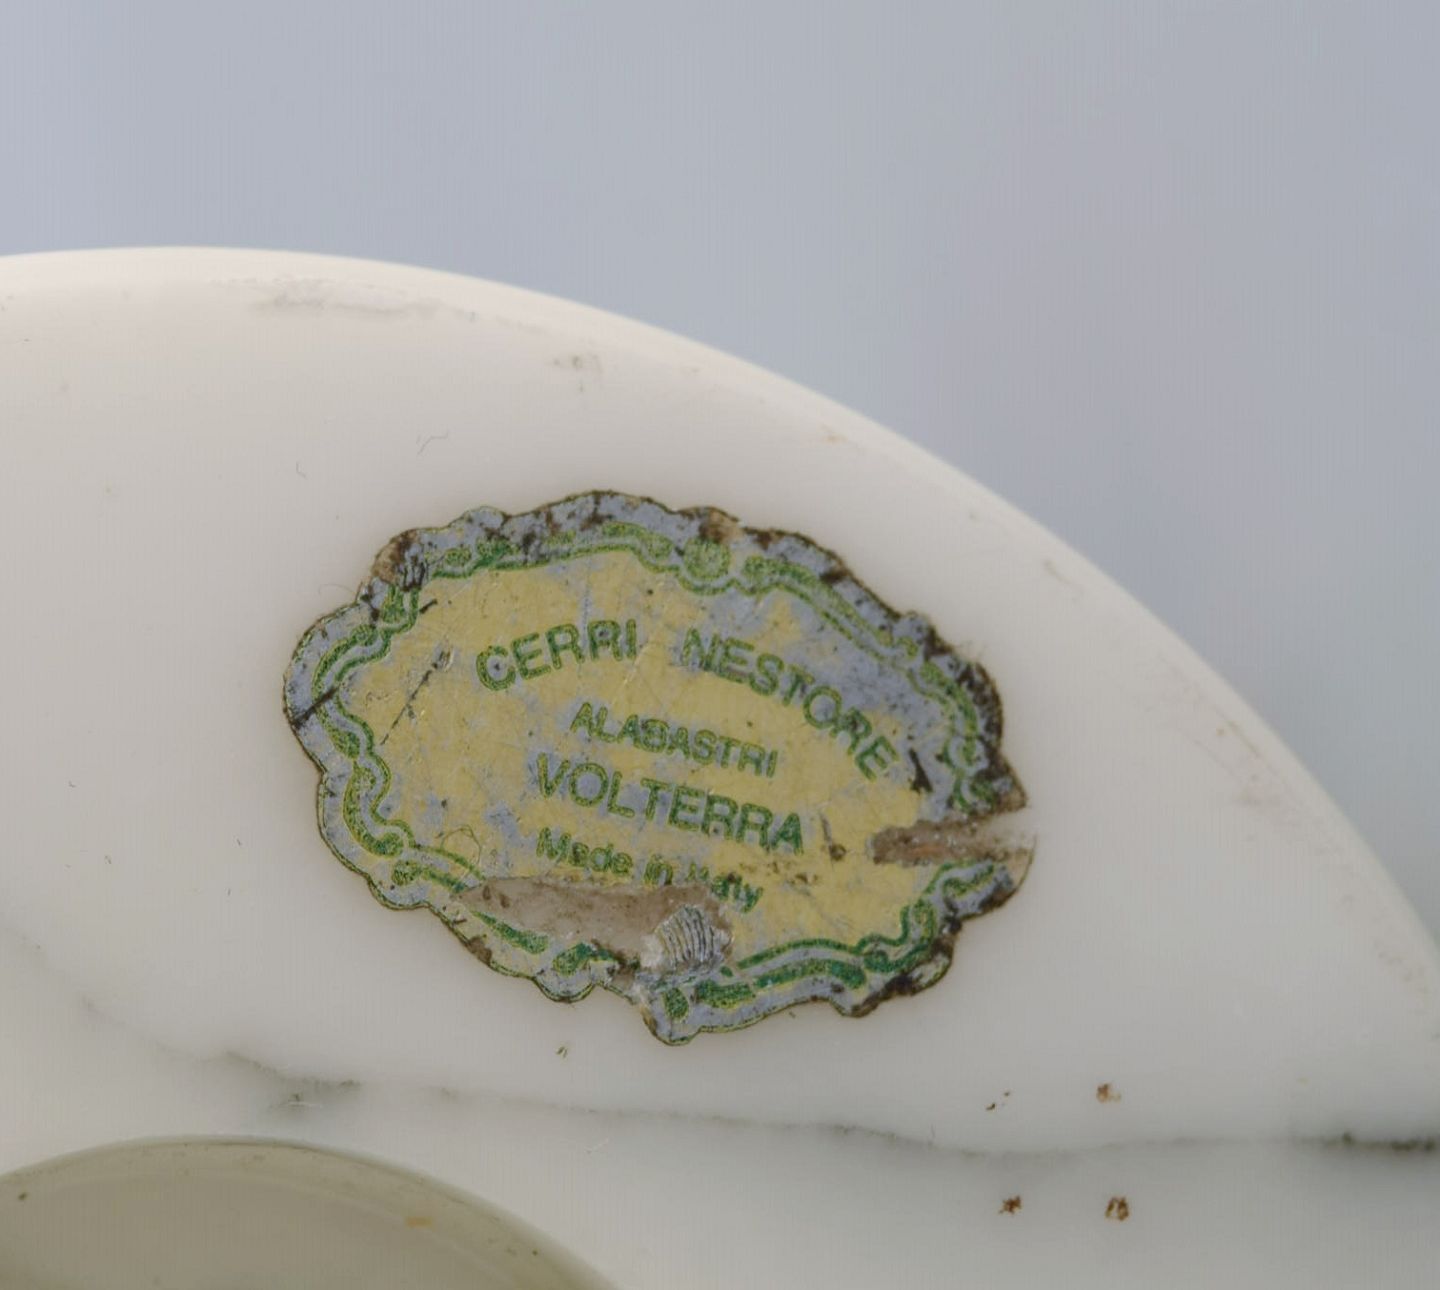 CERRI NESTORE
ALABASTRI
VOLTERRA
Made in Italy